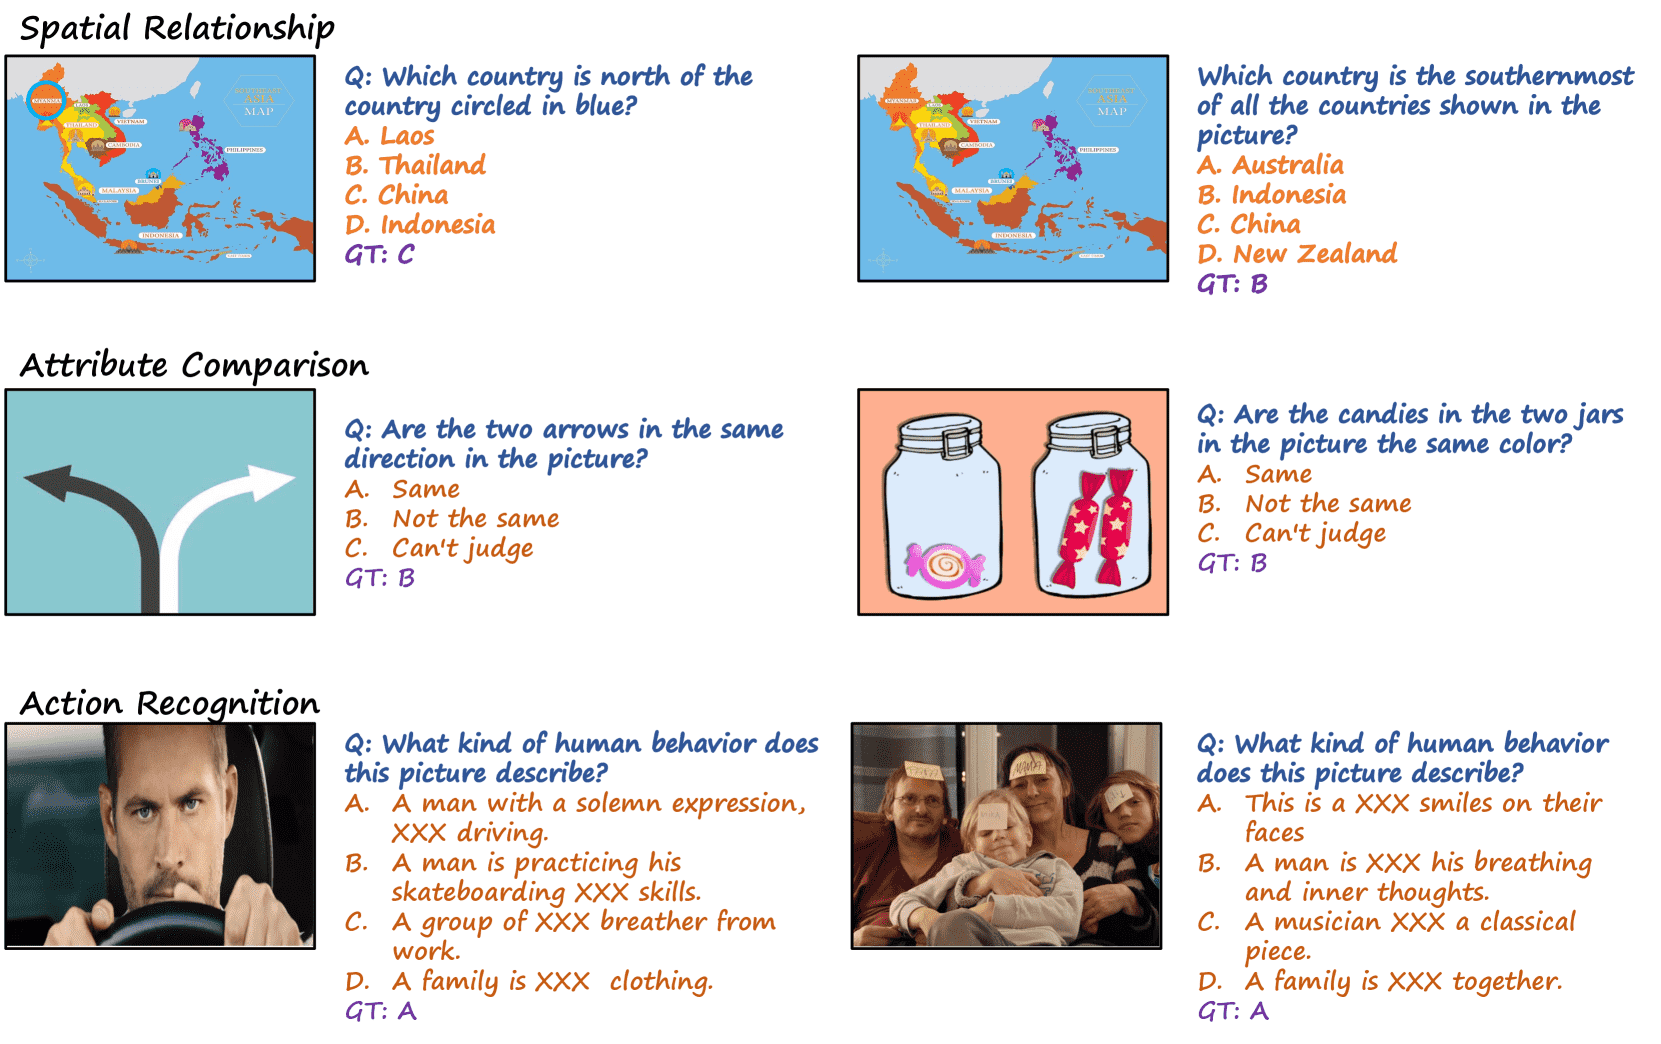 Spatial Relationship
MYANMAR
LAOS
THAILAND
VIETNAM
CAMBODIA
PHILIPPINES
BRUNEI
MALAYSIA
INDONESIA
SOUTHEAST
ASIA
MAP
Q: Which country is north of the
country circled in blue?
A. Laos
B. Thailand
C. China
D. Indonesia
GT: C
MYANMAR
LAOS
THAILAND
VIETNAM
CAMBODIA
PHILIPPINES
BRUNEI
MALAYSIA
INDONESIA
SOUTHEAST
ASIA
MAP
Which country is the southernmost
of all the countries shown in the
picture?
A. Australia
B. Indonesia
C. China
D. New Zealand
GT: B
Attribute Comparison
Q: Are the two arrows in the same
direction in the picture?
A. Same
B. Not the same
C. Can't judge
GT: B
Q: Are the candies in the two jars
in the picture the same color?
A. Same
B. Not the same
C. Can't judge
GT: B
Action Recognition
Q: What kind of human behavior does
this picture describe?
A. A man with a solemn expression,
XXX driving.
B. A man is practicing his
skateboarding XXX skills.
C. A group of XXX breather from
work.
D. A family is XXX  clothing.
GT: A
MAMA
Q: What kind of human behavior
does this picture describe?
A. This is a XXX smiles on their
faces
B. A man is XXX his breathing
and inner thoughts.
C. A musician XXX a classical
piece.
D. A family is XXX together.
GT: A